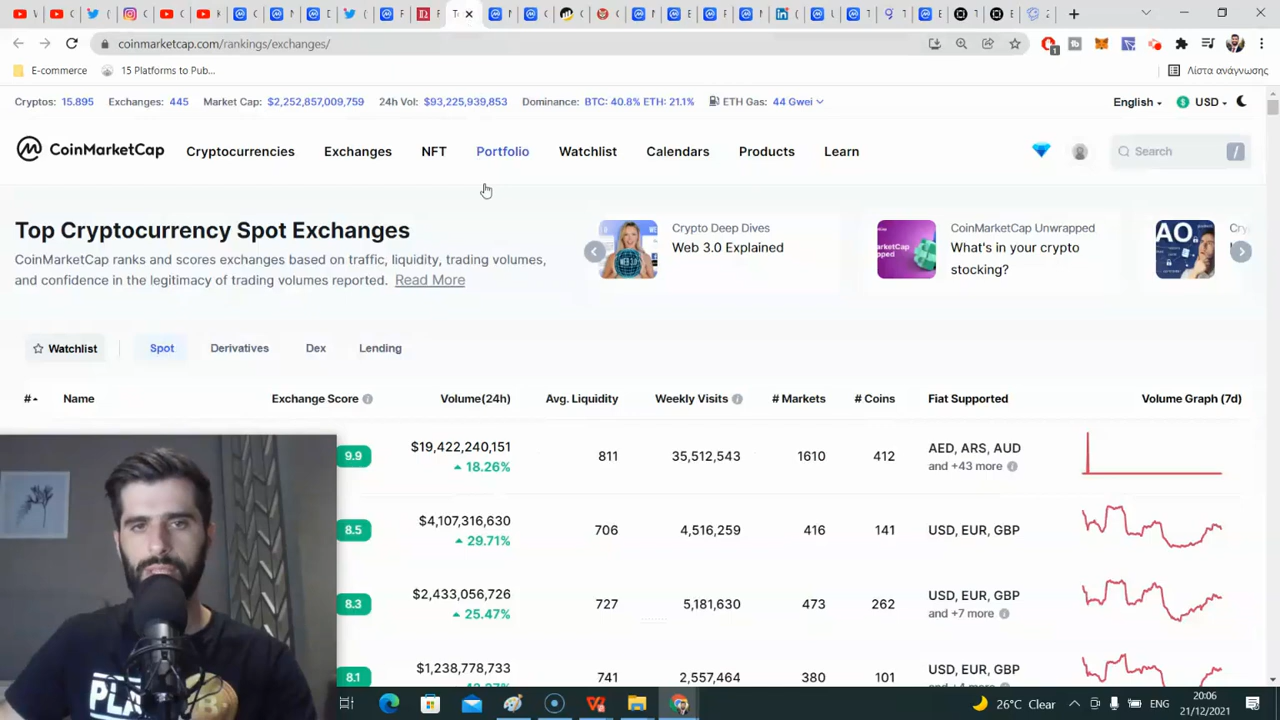 coinmarketcap.com/rankings/exchanges/
E-commerce
15 Platforms to Pub...
Λίστα ανάγνωσης
Cryptos: 15.895 Exchanges: 445 Market Cap: $2,252,857,009,759 24h Vol: $93,225,939,853 Dominance: BTC: 40.8% ETH: 21.1% ETH Gas: 44 Gwei
English USD
CoinMarketCap Cryptocurrencies Exchanges NFT Portfolio Watchlist Calendars Products Learn Search /
Top Cryptocurrency Spot Exchanges
CoinMarketCap ranks and scores exchanges based on traffic, liquidity, trading volumes,
and confidence in the legitimacy of trading volumes reported. Read More
Crypto Deep Dives
Web 3.0 Explained
CoinMarketCap Unwrapped
What's in your crypto
stocking?
AO
Watchlist Spot Derivatives Dex Lending
# Name Exchange Score Volume(24h) Avg. Liquidity Weekly Visits # Markets # Coins Fiat Supported Volume Graph (7d)
9.9 $19,422,240,151 811 35,512,543 1610 412 AED, ARS, AUD
18.26% and +43 more
8.5 $4,107,316,630 706 4,516,259 416 141 USD, EUR, GBP
29.71%
8.3 $2,433,056,726 727 5,181,630 473 262 USD, EUR, GBP
25.47% and +7 more
8.1 $1,238,778,733 741 2,557,464 380 101 USD, EUR, GBP
26°C Clear ENG 20:06
21/12/2021